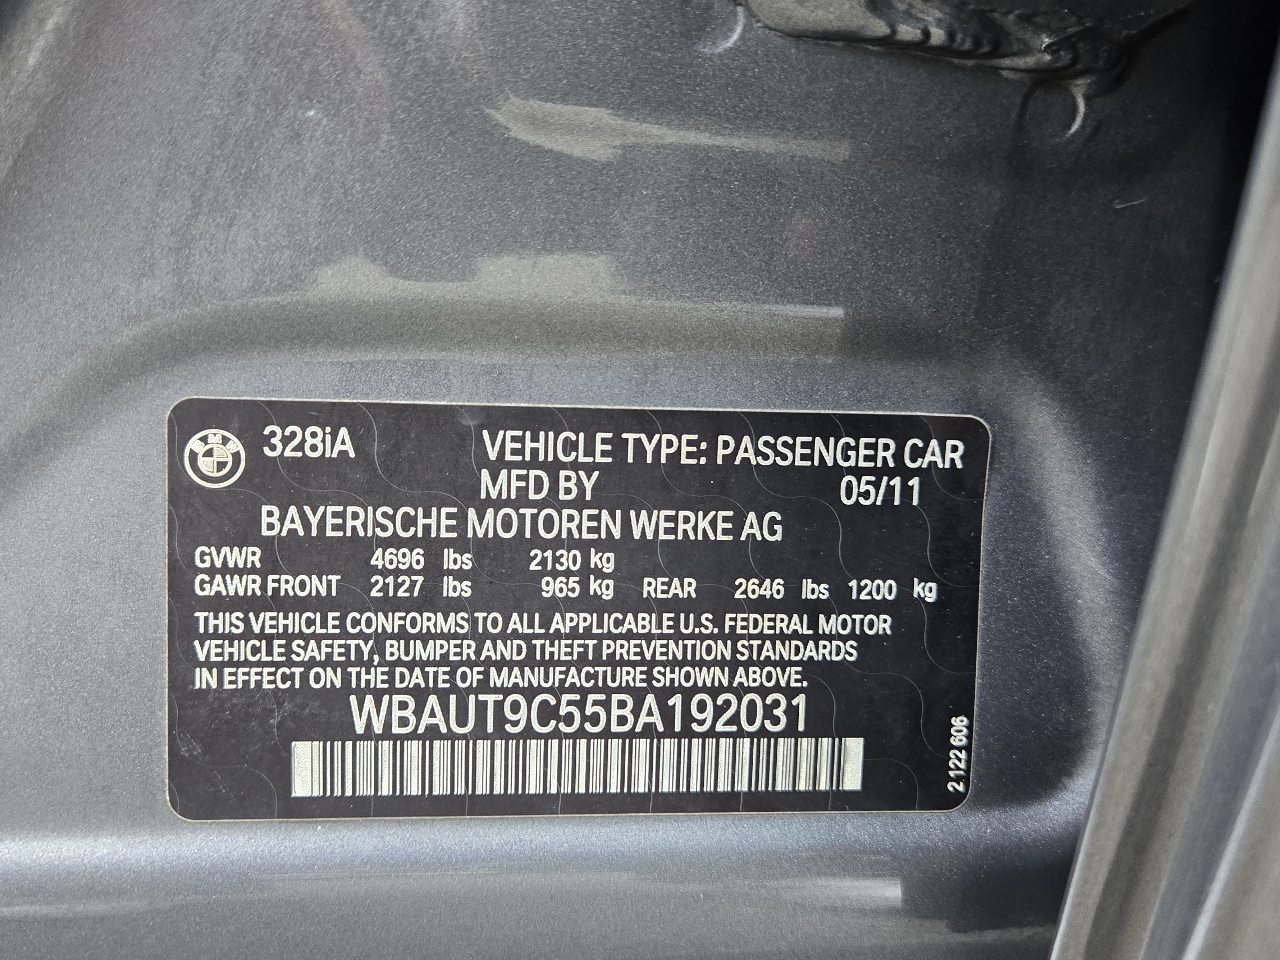 BMW
328iA VEHICLE TYPE: PASSENGER CAR
MFD BY 05/11
BAYERISCHE MOTOREN WERKE AG
GVWR 4696 lbs 2130 kg
GAWR FRONT 2127 lbs 965 kg REAR 2646 lbs 1200 kg
THIS VEHICLE CONFORMS TO ALL APPLICABLE U.S. FEDERAL MOTOR
VEHICLE SAFETY, BUMPER AND THEFT PREVENTION STANDARDS
IN EFFECT ON THE DATE OF MANUFACTURE SHOWN ABOVE.
WBAUT9C55BA192031
2 122 606